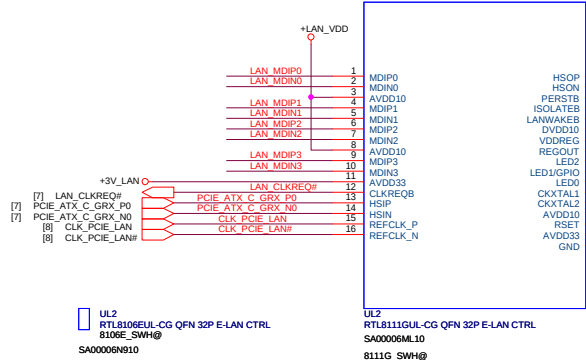 +LAN_VDD
LAN_MDIP0 1 MDIP0 HSOP
LAN_MDIN0 2 MDIN0 HSON
3 AVDD10 PERSTB
LAN_MDIP1 4 MDIP1 ISOLATEB
LAN_MDIN1 5 MDIN1 LANWAKEB
LAN_MDIP2 6 MDIP2 DVDD10
LAN_MDIN2 7 MDIN2 VDDREG
8 AVDD10 REGOUT
LAN_MDIP3 9 MDIP3 LED2
LAN_MDIN3 10 MDIN3 LED1/GPIO
+3V_LAN 11 AVDD33 LED0
[7] LAN_CLKREQ# LAN_CLKREQ# 12 CLKREQB CKXTAL1
[7] PCIE_ATX_C_GRX_P0 PCIE_ATX_C_GRX_P0 13 HSIP CKXTAL2
[7] PCIE_ATX_C_GRX_N0 PCIE_ATX_C_GRX_N0 14 HSIN AVDD10
[8] CLK_PCIE_LAN CLK_PCIE_LAN 15 REFCLK_P RSET
[8] CLK_PCIE_LAN# CLK_PCIE_LAN# 16 REFCLK_N AVDD33
GND
UL2
RTL8106EUL-CG QFN 32P E-LAN CTRL
8106E_SWH@
SA00006N910
UL2
RTL8111GUL-CG QFN 32P E-LAN CTRL
SA00006ML10
8111G_SWH@